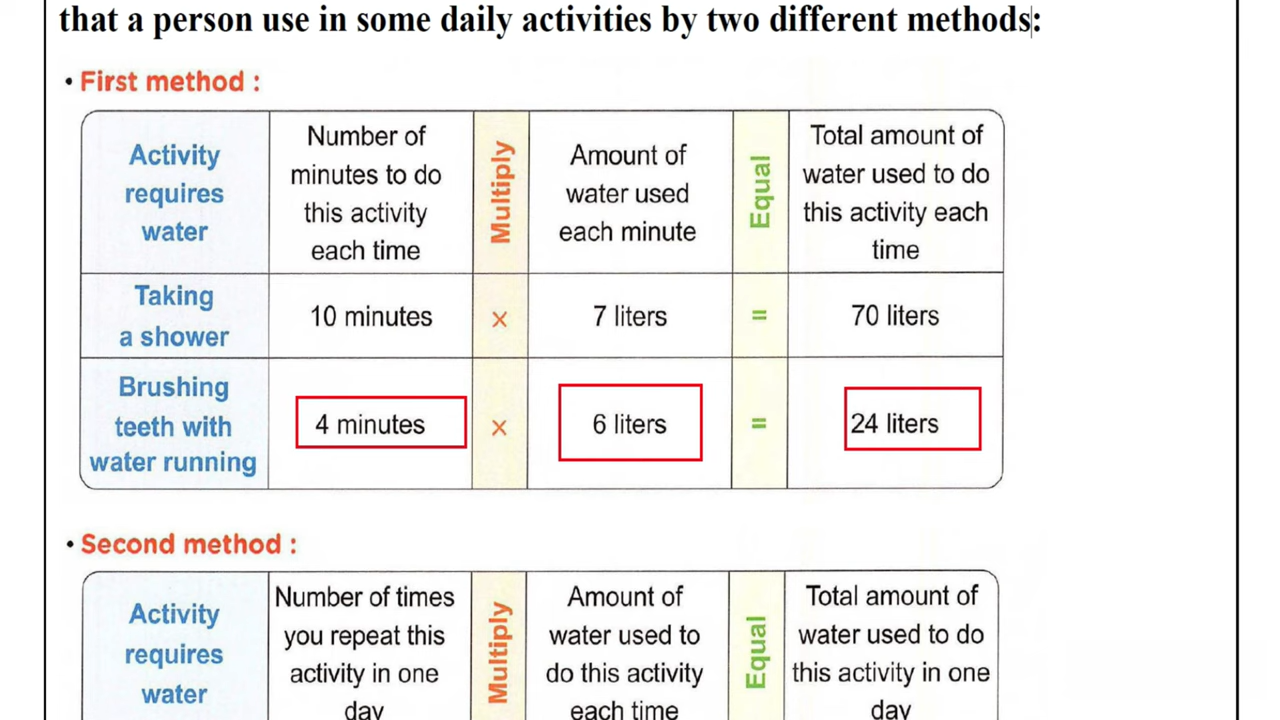 that a person use in some daily activities by two different methods:
• First method :
Activity
requires
water
Number of
minutes to do
this activity
each time
Multiply
Amount of
water used
each minute
Equal
Total amount of
water used to do
this activity each
time
Taking
a shower
10 minutes
×
7 liters
=
70 liters
Brushing
teeth with
water running
4 minutes
×
6 liters
=
24 liters
• Second method :
Activity
requires
water
Number of times
you repeat this
activity in one
day
Multiply
Amount of
water used to
do this activity
each time
Equal
Total amount of
water used to do
this activity in one
day